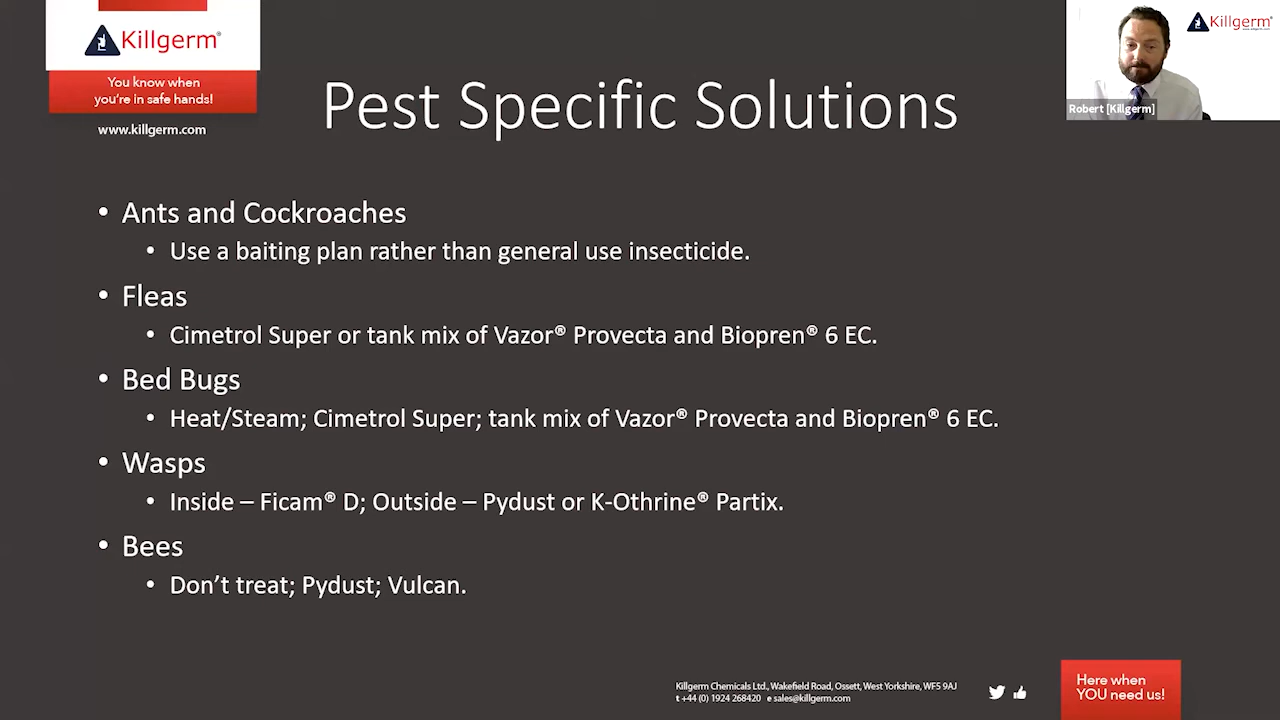 Killgerm®
You know when
you're in safe hands!
www.killgerm.com
Pest Specific Solutions
Killgerm®
Robert [Killgerm]
• Ants and Cockroaches
• Use a baiting plan rather than general use insecticide.
• Fleas
• Cimetrol Super or tank mix of Vazor® Provecta and Biopren® 6 EC.
• Bed Bugs
• Heat/Steam; Cimetrol Super; tank mix of Vazor® Provecta and Biopren® 6 EC.
• Wasps
• Inside – Ficam® D; Outside – Pydust or K-Othrine® Partix.
• Bees
• Don't treat; Pydust; Vulcan.
Killgerm Chemicals Ltd., Wakefield Road, Ossett, West Yorkshire, WF5 9AJ
t +44 (0) 1924 268420 e sales@killgerm.com
Here when
YOU need us!